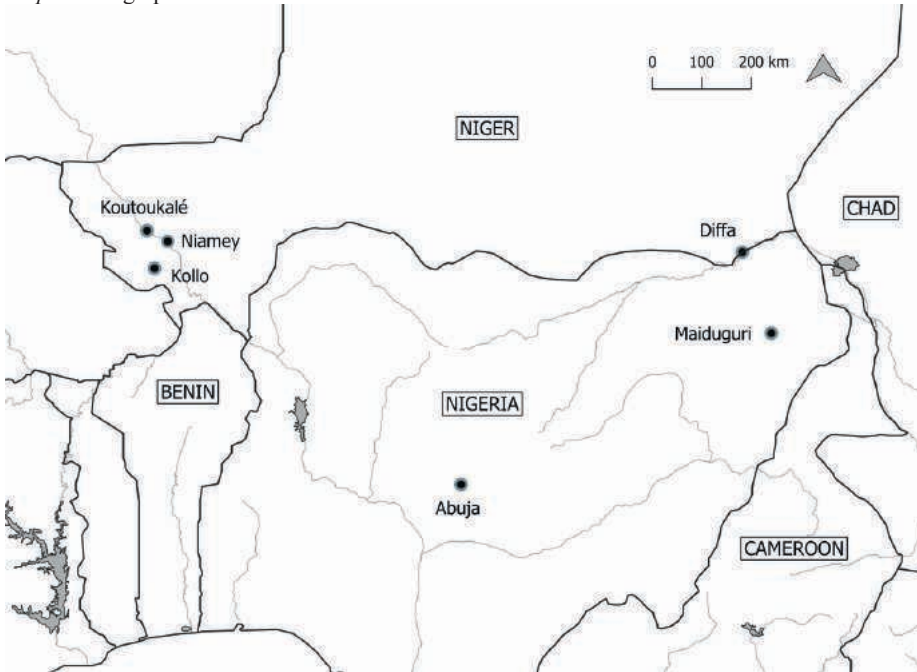 0 100 200 km
NIGER
Koutoukalé
CHAD
Niamey
Diffa
Kollo
Maiduguri
BENIN
NIGERIA
Abuja
CAMEROON